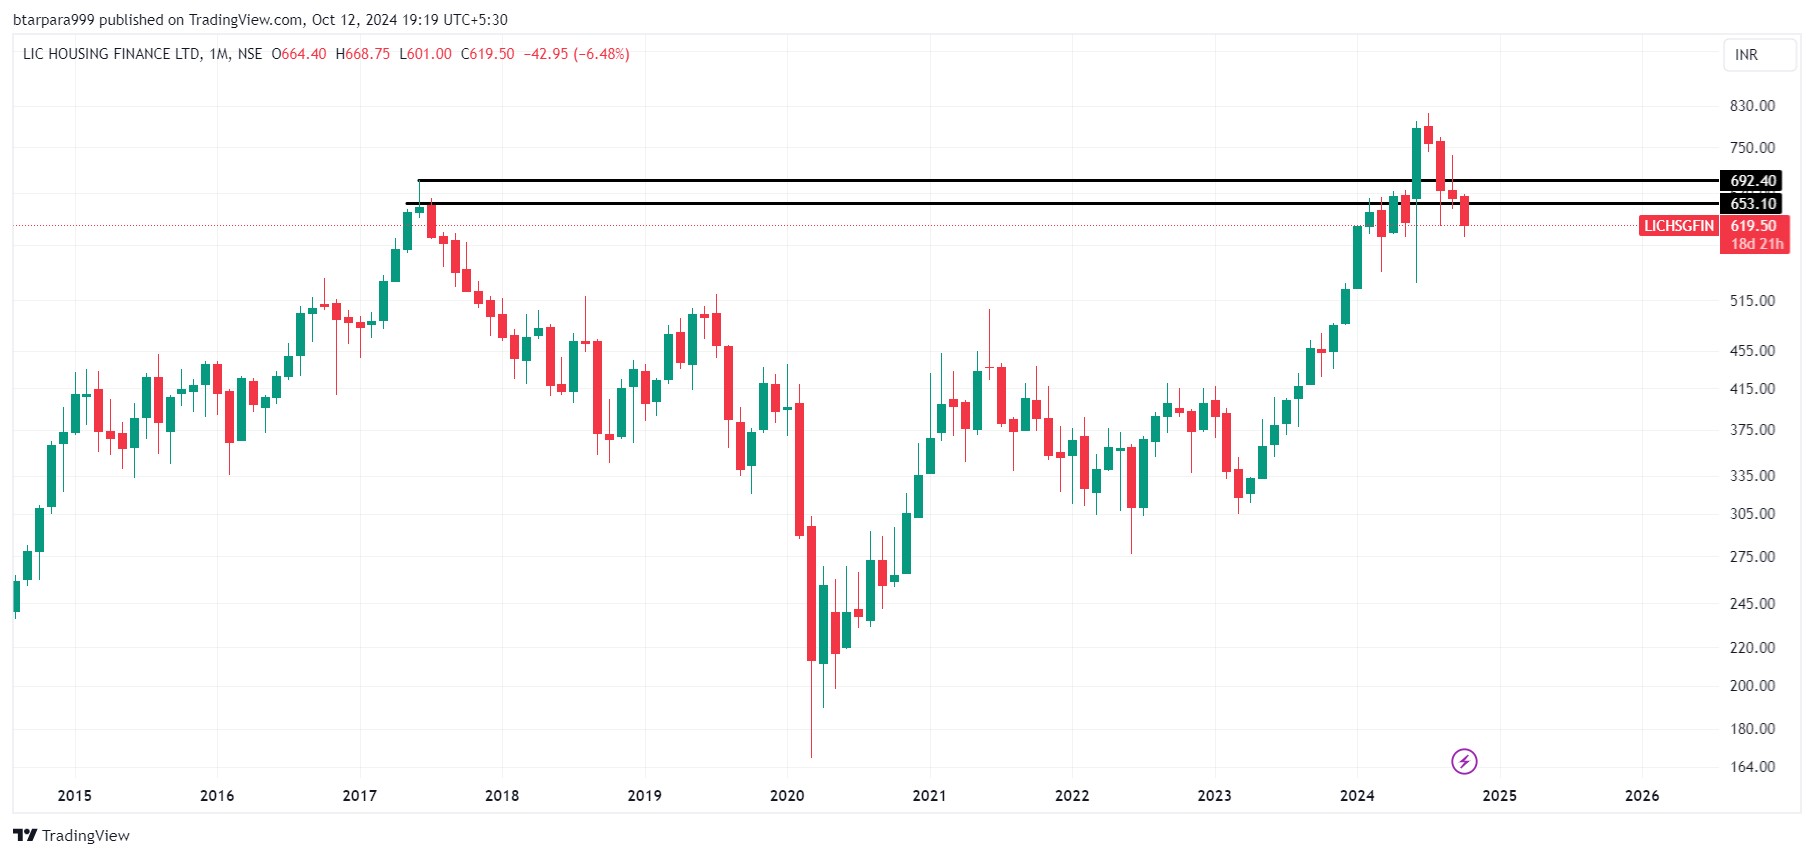 btarpara999 published on TradingView.com, Oct 12, 2024 19:19 UTC+5:30
LIC HOUSING FINANCE LTD, 1M, NSE O664.40 H668.75 L601.00 C619.50 −42.95 (−6.48%)
INR
830.00
750.00
692.40
653.10
LICHSGFIN 619.50
18d 21h
515.00
455.00
415.00
375.00
335.00
305.00
275.00
245.00
220.00
200.00
180.00
164.00
2015 2016 2017 2018 2019 2020 2021 2022 2023 2024 2025 2026
TradingView